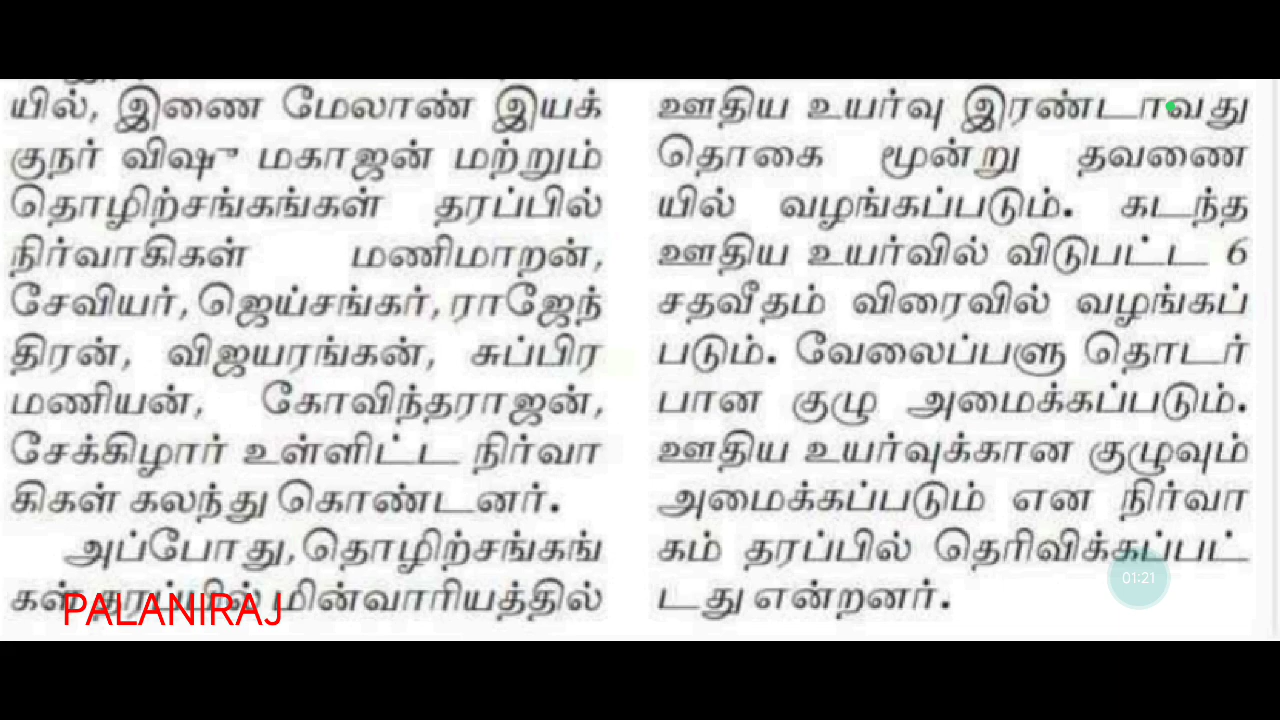 யில், இணை மேலாண் இயக்
குநர் விஷு மகாஜன் மற்றும்
தொழிற்சங்கங்கள் தரப்பில்
நிர்வாகிகள் மணிமாறன்,
சேவியர், ஜெய்சங்கர், ராஜேந்
திரன், விஜயரங்கன், சுப்பிர
மணியன், கோவிந்தராஜன்,
சேக்கிழார் உள்ளிட்ட நிர்வா
கிகள் கலந்து கொண்டனர்.
அப்போது, தொழிற்சங்கங்
கள் தரப்பில் மின்வாரியத்தில்
ஊதிய உயர்வு இரண்டாவது
தொகை மூன்று தவணை
யில் வழங்கப்படும். கடந்த
ஊதிய உயர்வில் விடுபட்ட 6
சதவீதம் விரைவில் வழங்கப்
படும். வேலைப்பளு தொடர்
பான குழு அமைக்கப்படும்.
ஊதிய உயர்வுக்கான குழுவும்
அமைக்கப்படும் என நிர்வா
கம் தரப்பில் தெரிவிக்கப்பட்
டது என்றனர்.
PALANIRAJ
01:21